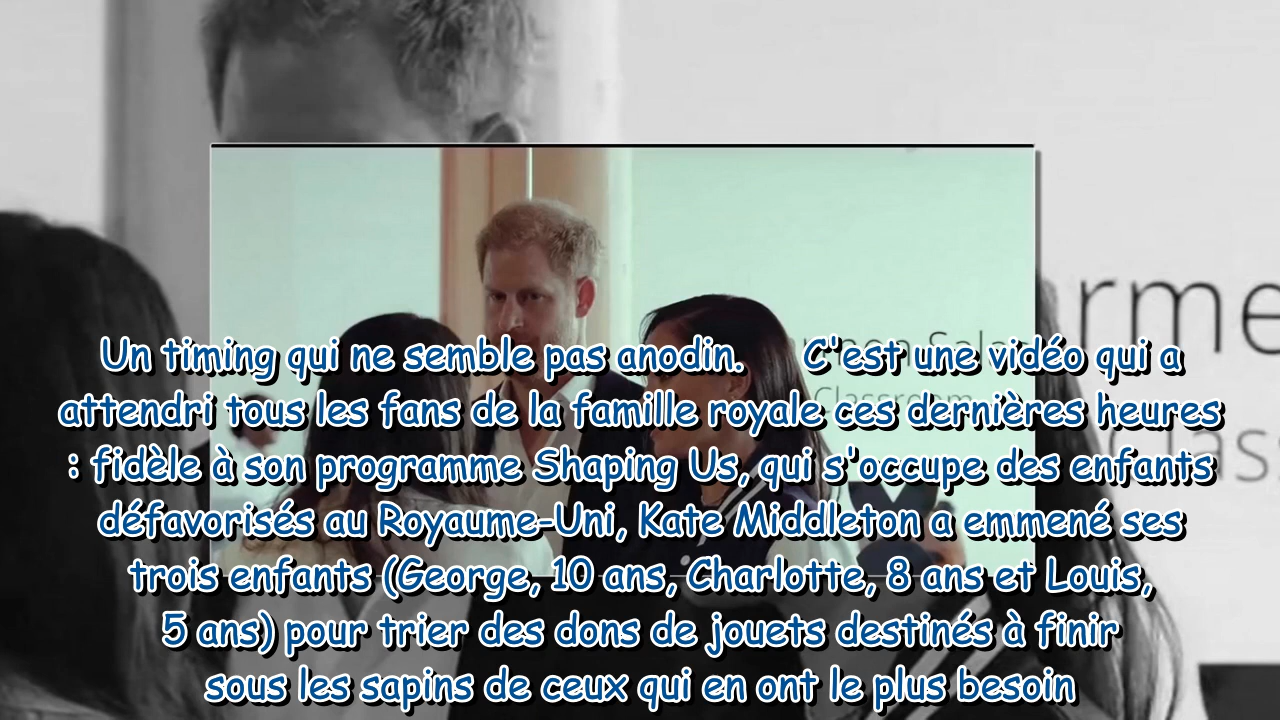 Un timing qui ne semble pas anodin. C'est une vidéo qui a
attendri tous les fans de la famille royale ces dernières heures
: fidèle à son programme Shaping Us, qui s'occupe des enfants
défavorisés au Royaume-Uni, Kate Middleton a emmené ses
trois enfants (George, 10 ans, Charlotte, 8 ans et Louis,
5 ans) pour trier des dons de jouets destinés à finir
sous les sapins de ceux qui en ont le plus besoin